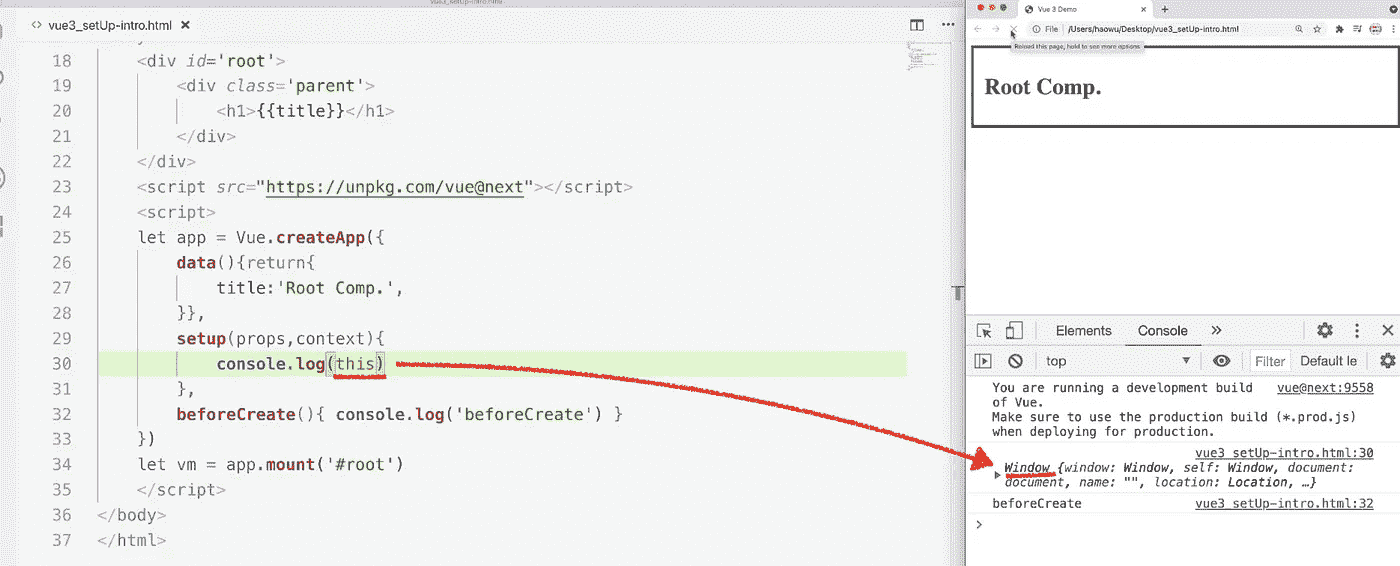 vue3_setUp-intro.html
<> vue3_setUp-intro.html ×
18 <div id='root'>
19 <div class='parent'>
20 <h1>{{title}}</h1>
21 </div>
22 </div>
23 <script src="https://unpkg.com/vue@next"></script>
24 <script>
25 let app = Vue.createApp({
26 data(){return{
27 title:'Root Comp.',
28 }},
29 setup(props,context){
30 console.log(this)
31 },
32 beforeCreate(){ console.log('beforeCreate') }
33 })
34 let vm = app.mount('#root')
35 </script>
36 </body>
37 </html>
Vue 3 Demo
File /Users/haowu/Desktop/vue3_setUp-intro.html
Reload this page, hold to see more options
Root Comp.
Elements Console
top Filter Default le
You are running a development build vue@next:9558
of Vue.
Make sure to use the production build (*.prod.js)
when deploying for production.
vue3_setUp-intro.html:30
Window {window: Window, self: Window, document:
document, name: "", location: Location, …}
beforeCreate vue3_setUp-intro.html:32
>